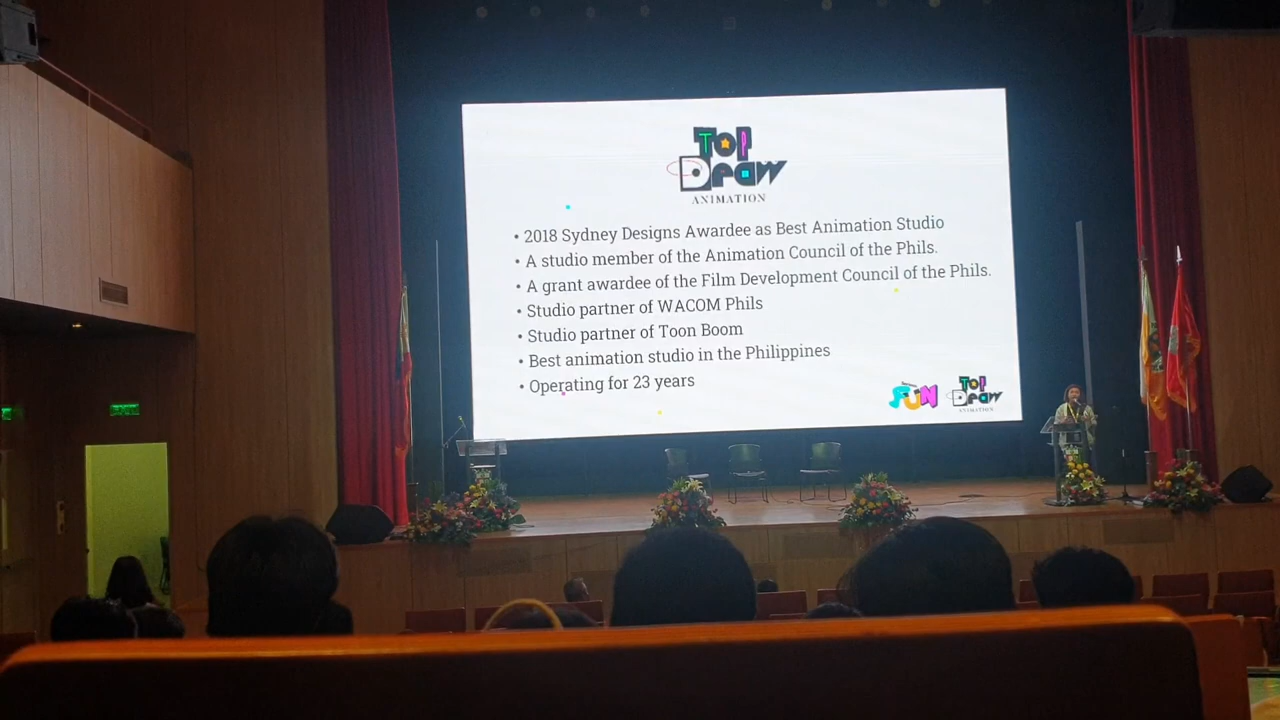 Top
Draw
ANIMATION
• 2018 Sydney Designs Awardee as Best Animation Studio
• A studio member of the Animation Council of the Phils.
• A grant awardee of the Film Development Council of the Phils.
• Studio partner of WACOM Phils
• Studio partner of Toon Boom
• Best animation studio in the Philippines
• Operating for 23 years
FUN
Top
Draw
ANIMATION